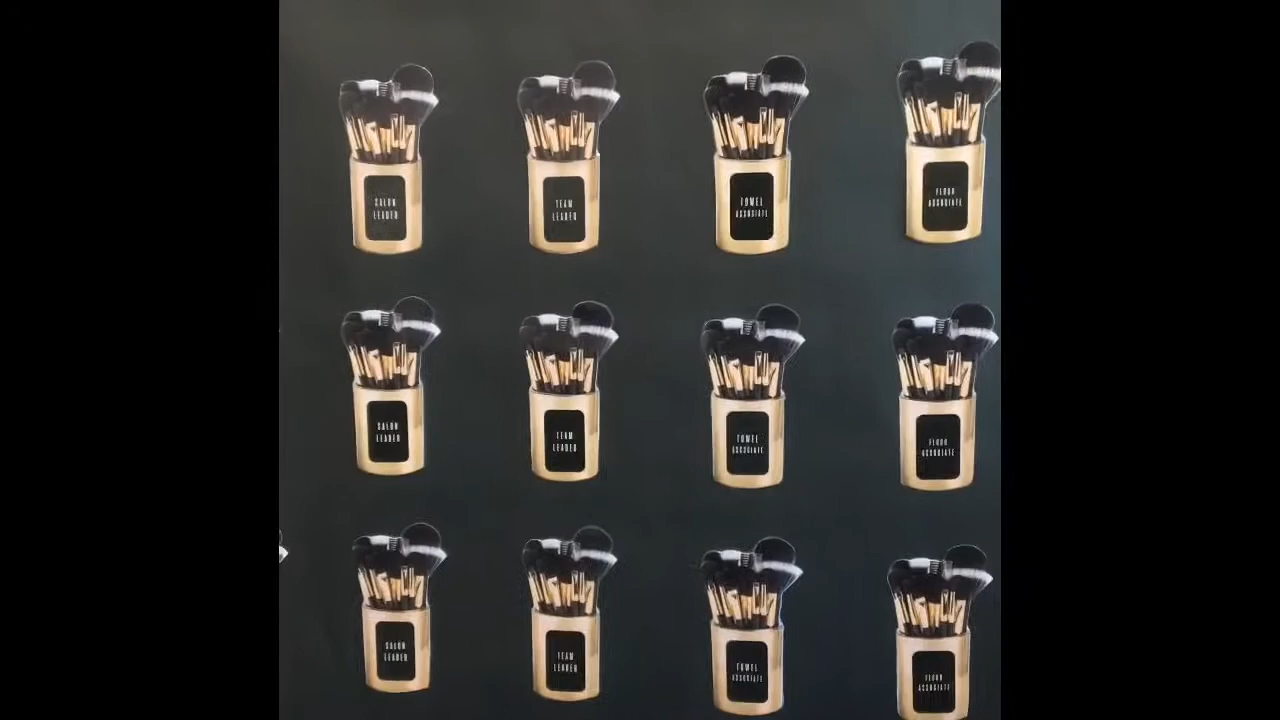 SALON
LEADER
TEAM
LEADER
TOWEL
ASSOCIATE
FLOOR
ASSOCIATE
SALON
LEADER
TEAM
LEADER
TOWEL
ASSOCIATE
FLOOR
ASSOCIATE
SALON
LEADER
TEAM
LEADER
TOWEL
ASSOCIATE
FLOOR
ASSOCIATE